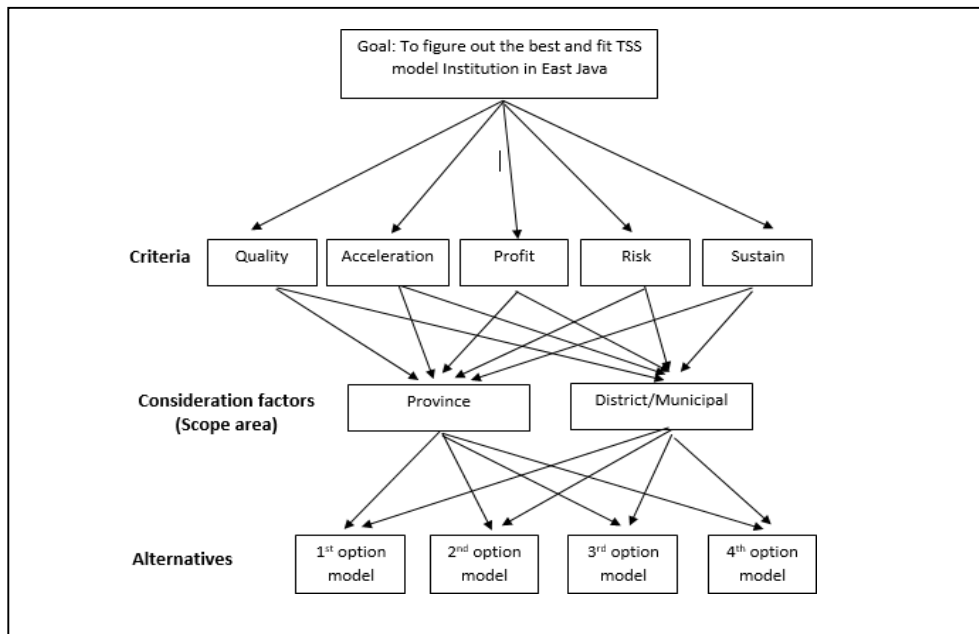 Goal: To figure out the best and fit TSS
model Institution in East Java
Criteria
Quality
Acceleration
Profit
Risk
Sustain
Consideration factors
(Scope area)
Province
District/Municipal
Alternatives
1st option
model
2nd option
model
3rd option
model
4th option
model